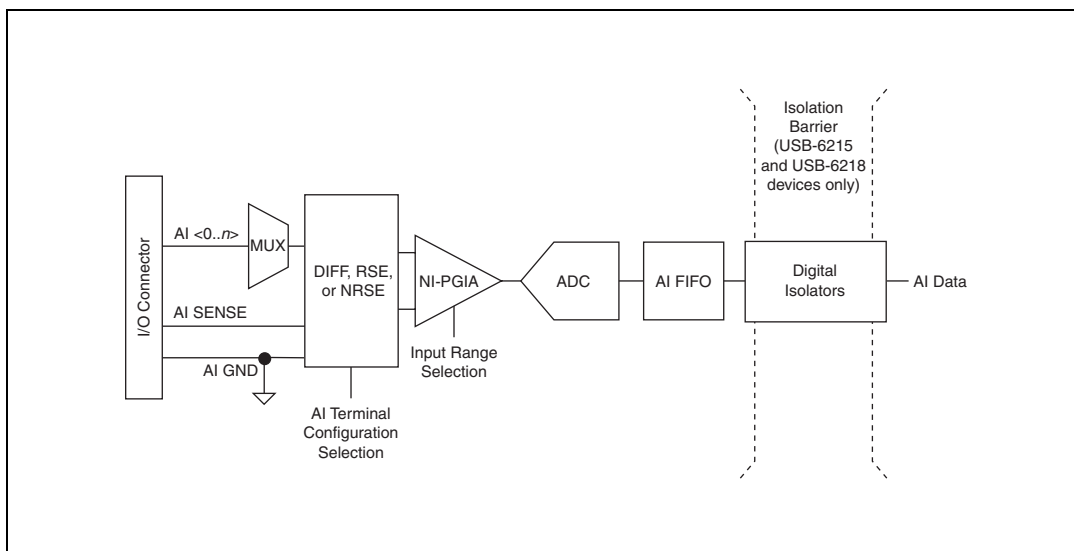 Isolation
Barrier
(USB-6215
and USB-6218
devices only)
I/O Connector
AI <0..n>
MUX
DIFF, RSE,
or NRSE
NI-PGIA
ADC
AI FIFO
Digital
Isolators
AI Data
AI SENSE
AI GND
Input Range
Selection
AI Terminal
Configuration
Selection